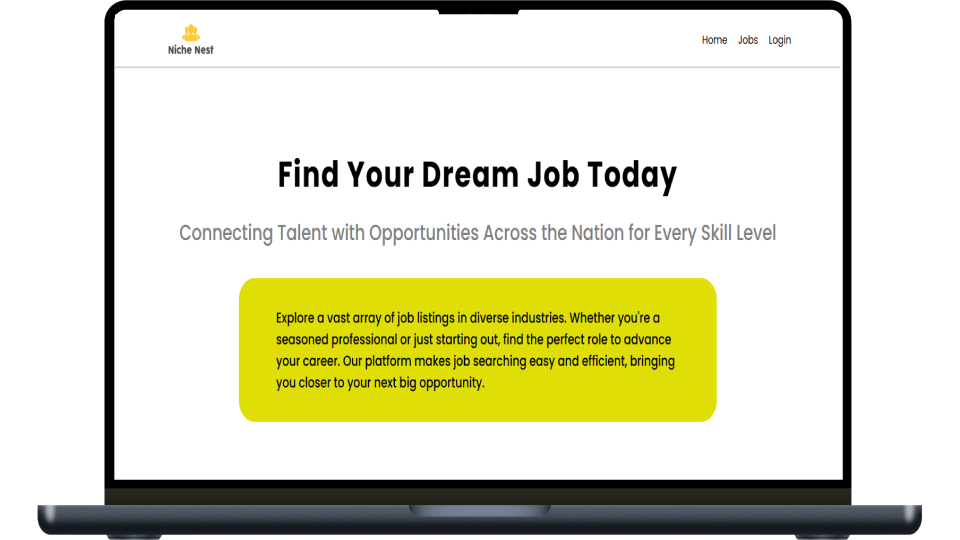 Niche Nest
Home Jobs Login
Find Your Dream Job Today
Connecting Talent with Opportunities Across the Nation for Every Skill Level
Explore a vast array of job listings in diverse industries. Whether you're a
seasoned professional or just starting out, find the perfect role to advance
your career. Our platform makes job searching easy and efficient, bringing
you closer to your next big opportunity.